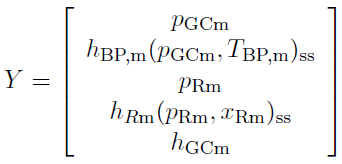 p_GCm
h_BP,m(p_GCm, T_BP,m)_ss
Y = p_Rm
h_Rm(p_Rm, x_Rm)_ss
h_GCm